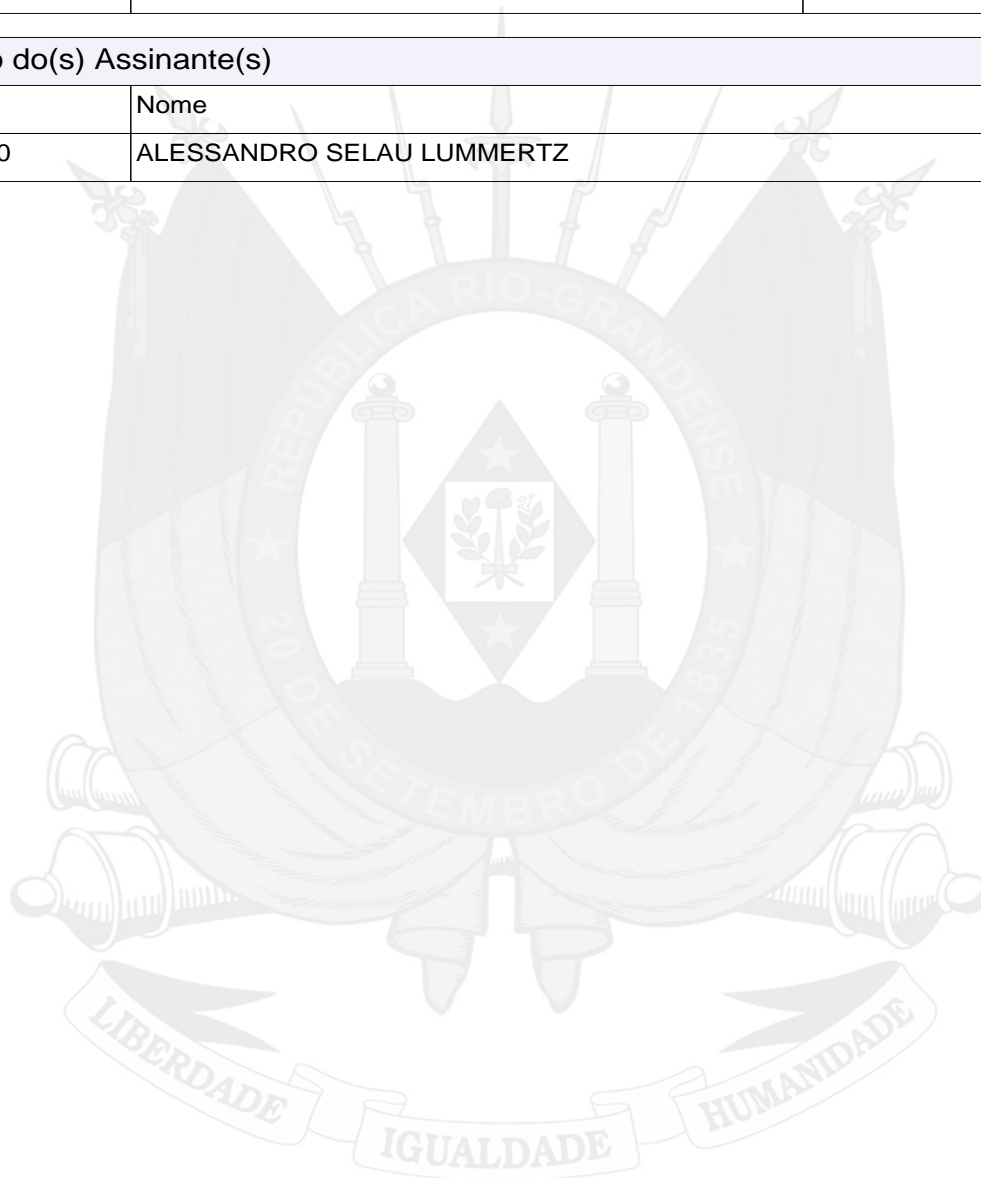 o do(s) Assinante(s)
Nome
0 ALESSANDRO SELAU LUMMERTZ
REPÚBLICA RIO-GRANDENSE
★ 20 DE SETEMBRO DE 1835 ★
LIBERDADE IGUALDADE HUMANIDADE